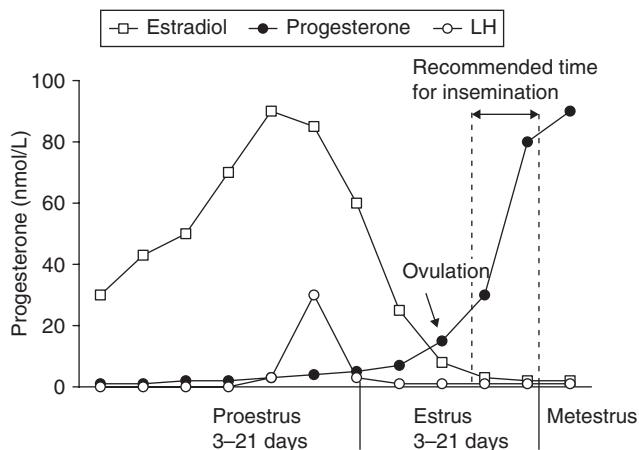 Estradiol Progesterone LH
Recommended time
for insemination
100
80
60
40
20
0
Progesterone (nmol/L)
Ovulation
Proestrus
3–21 days
Estrus
3–21 days
Metestrus